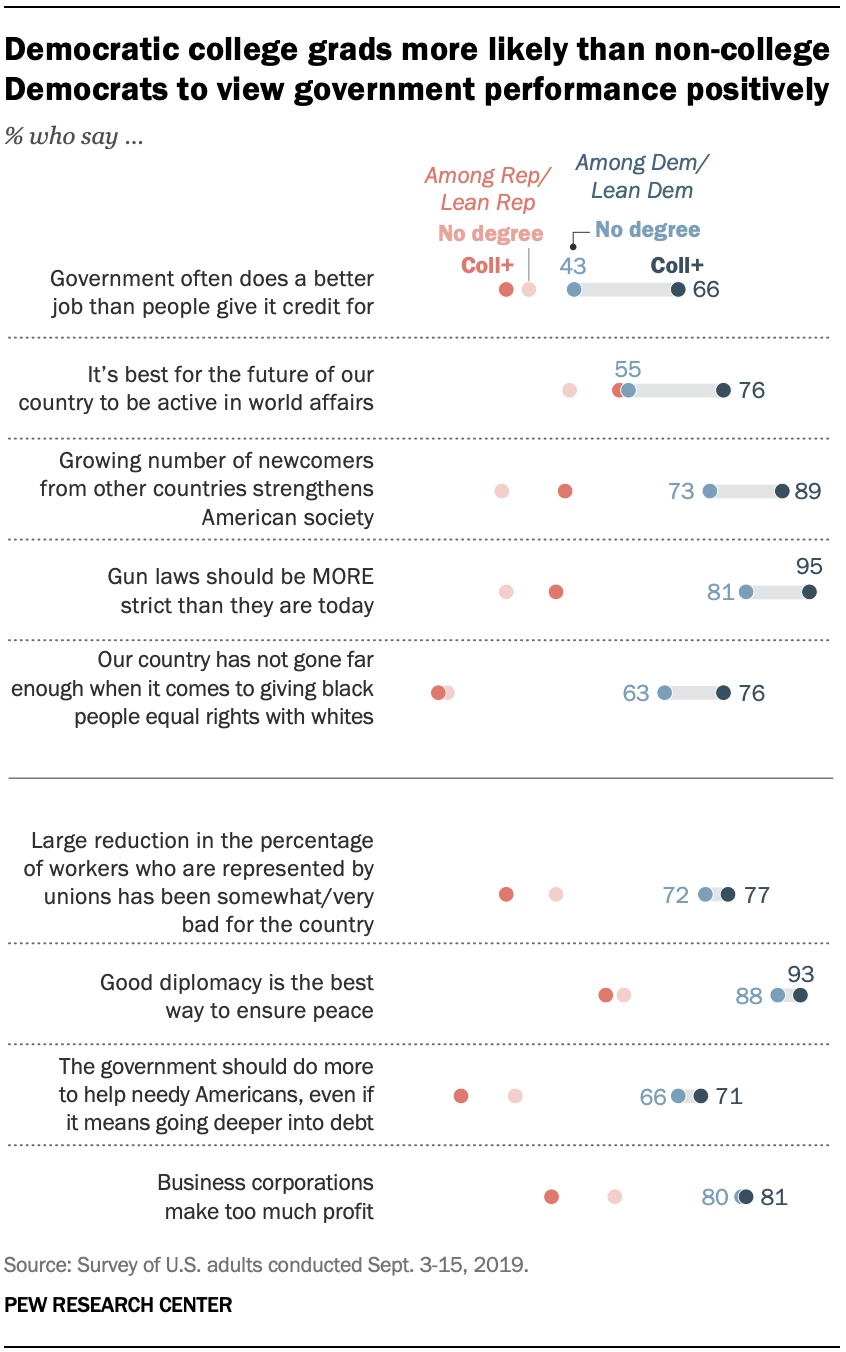 Democratic college grads more likely than non-college
Democrats to view government performance positively
% who say ...
Among Rep/
Lean Rep
Among Dem/
Lean Dem
No degree
No degree
Coll+
43
Coll+
Government often does a better
job than people give it credit for
66
It's best for the future of our
country to be active in world affairs
55
76
Growing number of newcomers
from other countries strengthens
American society
73
89
Gun laws should be MORE
strict than they are today
81
95
Our country has not gone far
enough when it comes to giving black
people equal rights with whites
63
76
Large reduction in the percentage
of workers who are represented by
unions has been somewhat/very
bad for the country
72
77
Good diplomacy is the best
way to ensure peace
88
93
The government should do more
to help needy Americans, even if
it means going deeper into debt
66
71
Business corporations
make too much profit
80
81
Source: Survey of U.S. adults conducted Sept. 3-15, 2019.
PEW RESEARCH CENTER